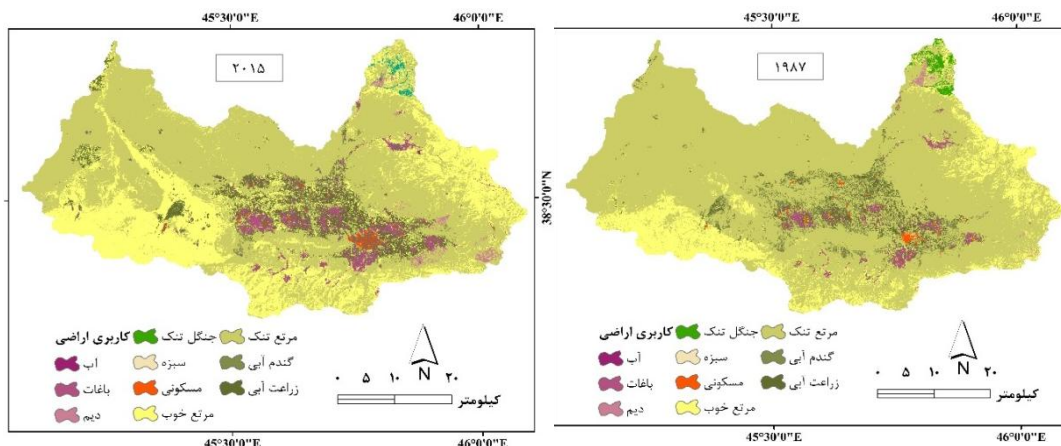 45°30'0"E 46°0'0"E
۲۰۱۵
کاربری اراضی جنگل تنک مرتع تنک
آب سبزه گندم آبی
باغات مسکونی زراعت آبی
دیم مرتع خوب
N
۰ ۵ ۱۰ ۲۰
کیلومتر
45°30'0"E 46°0'0"E
45°30'0"E 46°0'0"E
۱۹۸۷
38°30'0"N
کاربری اراضی جنگل تنک مرتع تنک
آب سبزه گندم آبی
باغات مسکونی زراعت آبی
دیم مرتع خوب
N
۰ ۵ ۱۰ ۲۰
کیلومتر
45°30'0"E 46°0'0"E